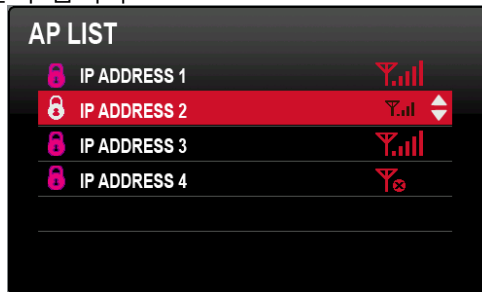 AP LIST
IP ADDRESS 1
IP ADDRESS 2
IP ADDRESS 3
IP ADDRESS 4